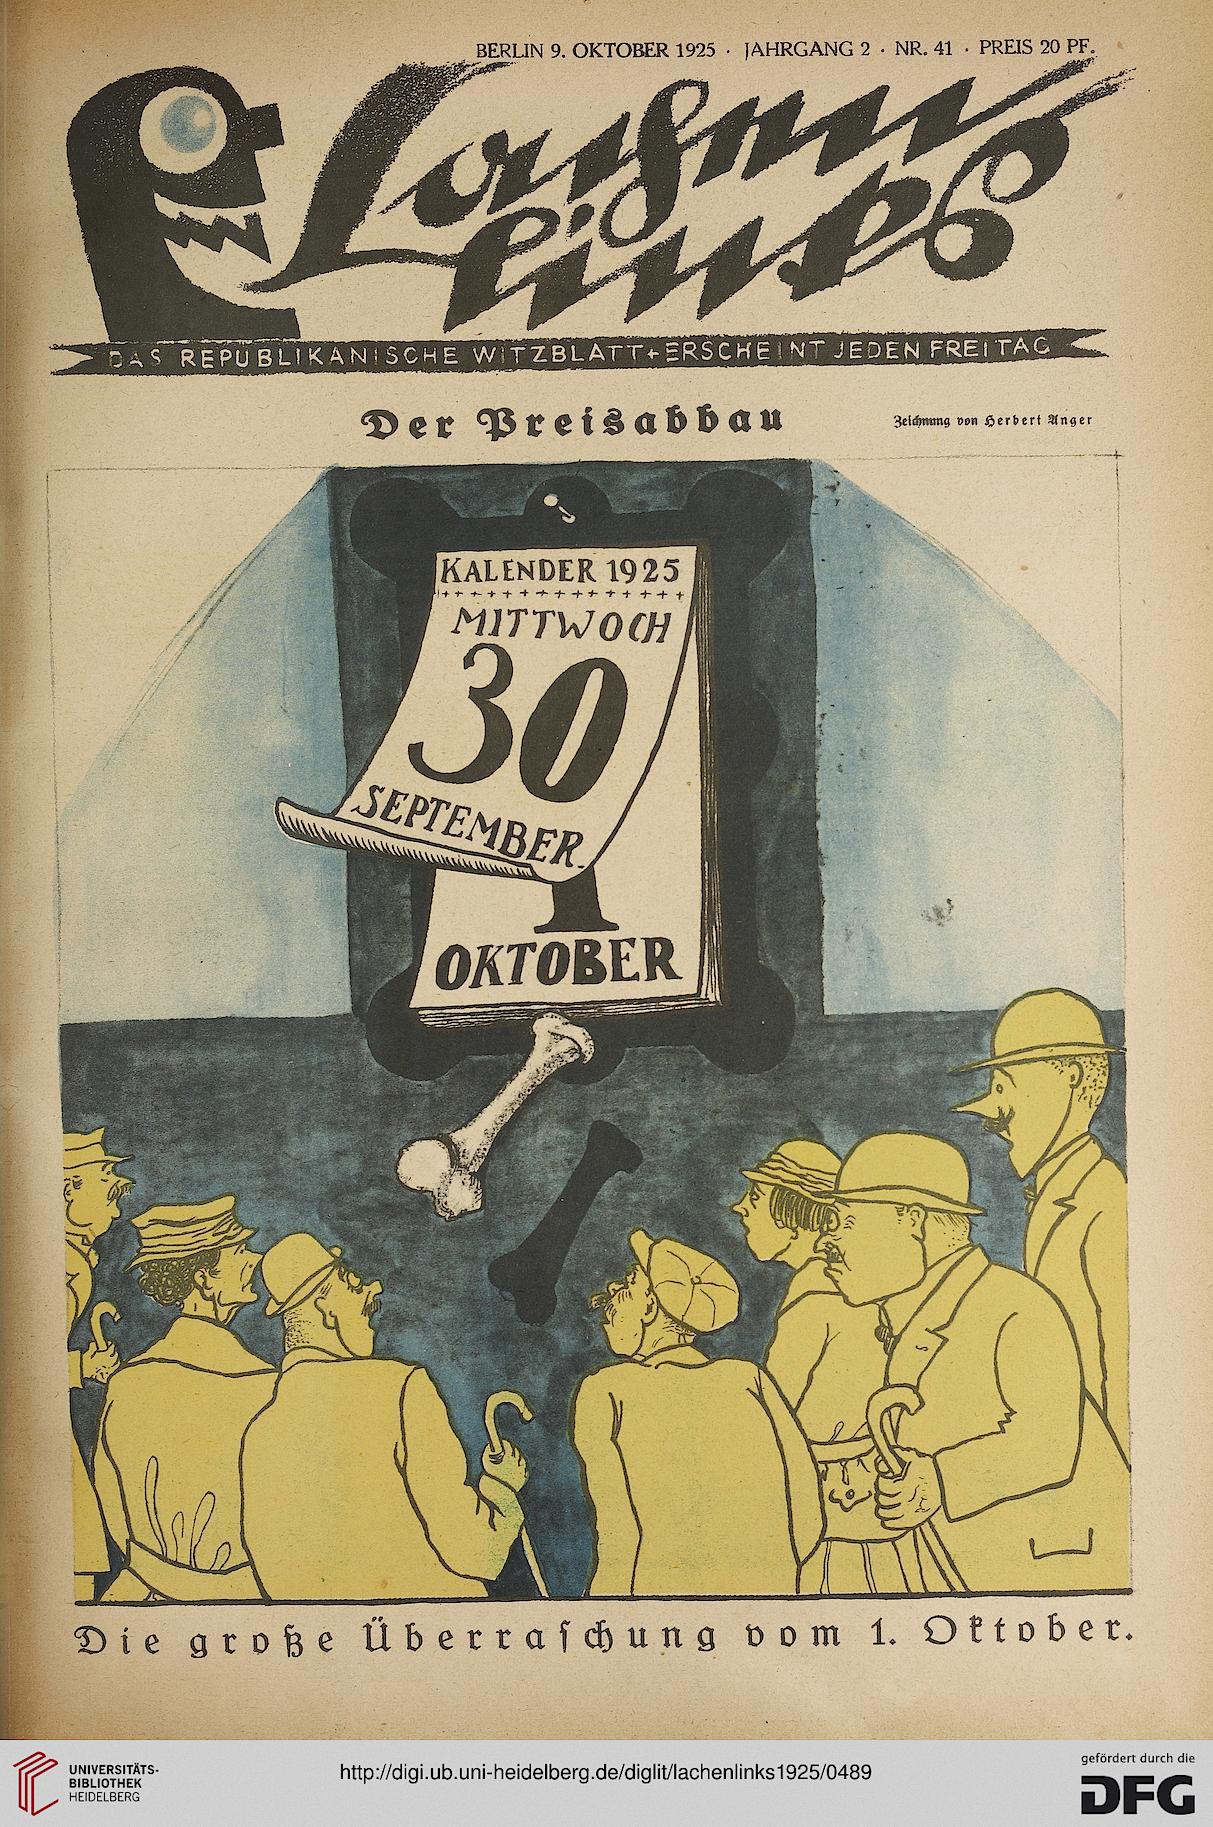 BERLIN 9. OKTOBER 1925 · JAHRGANG 2 · NR. 41 · PREIS 20 PF.
Lachen
links
DAS REPUBLIKANISCHE WITZBLATT + ERSCHEINT JEDEN FREITAG
Der Preisabbau
Zeichnung von Herbert Anger
KALENDER 1925
MITTWOCH
30
SEPTEMBER.
1
OKTOBER
Die große Überraschung vom 1. Oktober.
UNIVERSITÄTS-
BIBLIOTHEK
HEIDELBERG
http://digi.ub.uni-heidelberg.de/diglit/lachenlinks1925/0489
gefördert durch die
DFG